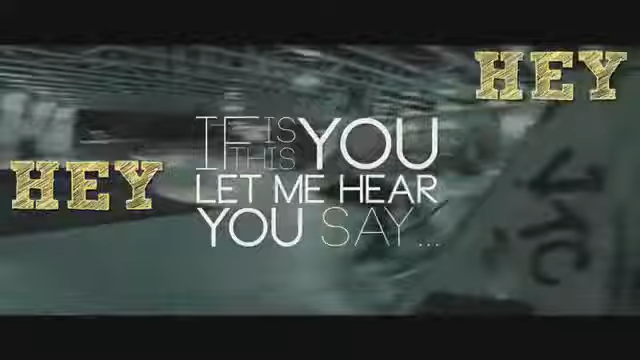 HEY
IF THIS IS YOU
LET ME HEAR
YOU SAY...
HEY